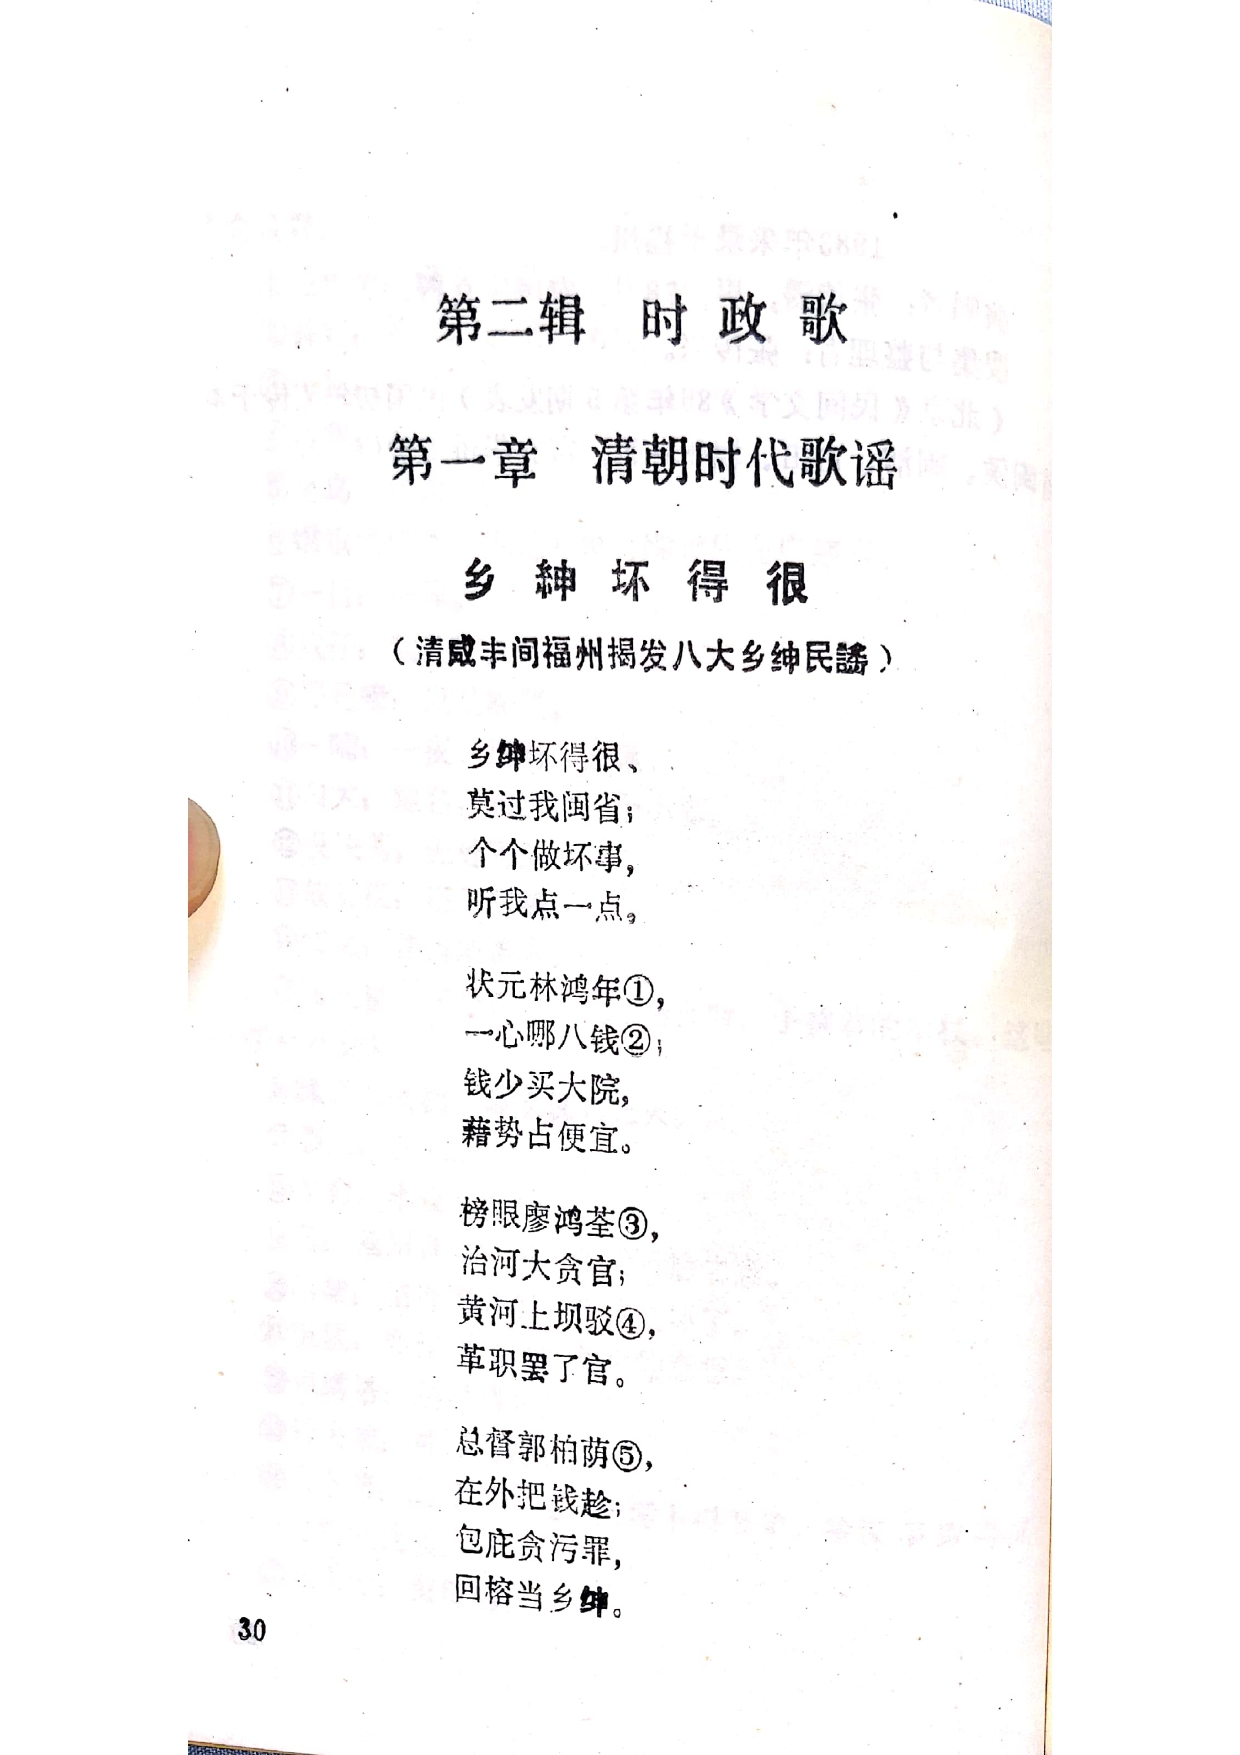 第二辑 时政歌
第一章 清朝时代歌谣
乡紳坏得很
（清咸丰间福州揭发八大乡绅民謠）
乡绅坏得很、
莫过我闽省；
个个做坏事，
听我点一点。
状元林鸿年①，
一心哪八钱②；
钱少买大院，
藉势占便宜。
榜眼廖鸿荃③，
治河大贪官；
黄河上坝驳④，
革职罢了官。
总督郭柏荫⑤，
在外把钱趁；
包庇贪污罪，
回榕当乡绅。
30